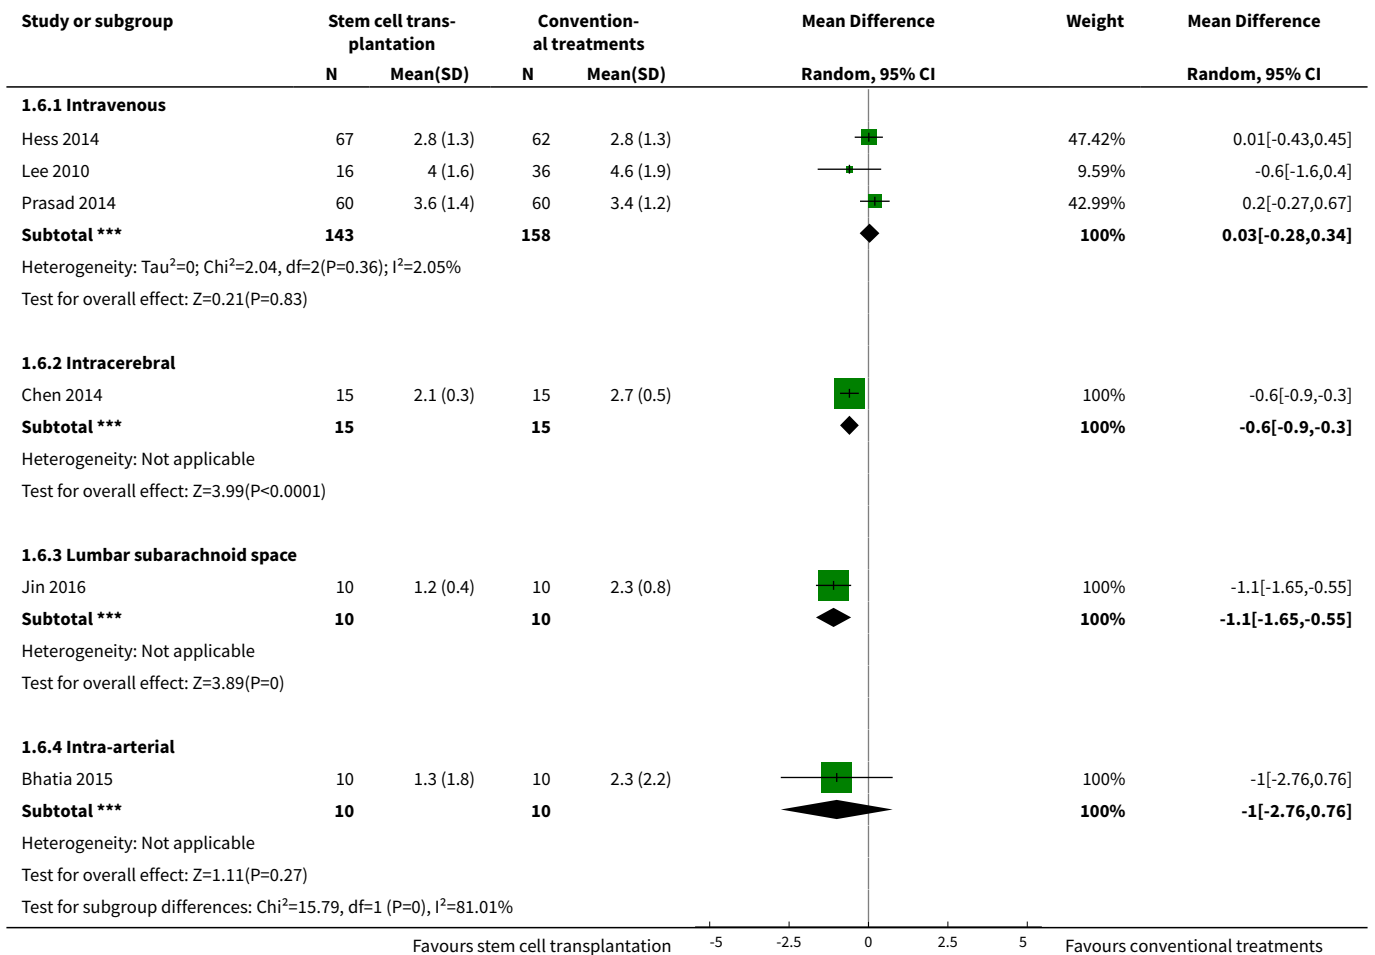 Study or subgroup Stem cell trans- Convention- Mean Difference Weight Mean Difference
plantation al treatments
N Mean(SD) N Mean(SD) Random, 95% CI Random, 95% CI
1.6.1 Intravenous
Hess 2014 67 2.8 (1.3) 62 2.8 (1.3) 47.42% 0.01[-0.43,0.45]
Lee 2010 16 4 (1.6) 36 4.6 (1.9) 9.59% -0.6[-1.6,0.4]
Prasad 2014 60 3.6 (1.4) 60 3.4 (1.2) 42.99% 0.2[-0.27,0.67]
Subtotal *** 143 158 100% 0.03[-0.28,0.34]
Heterogeneity: Tau²=0; Chi²=2.04, df=2(P=0.36); I²=2.05%
Test for overall effect: Z=0.21(P=0.83)
1.6.2 Intracerebral
Chen 2014 15 2.1 (0.3) 15 2.7 (0.5) 100% -0.6[-0.9,-0.3]
Subtotal *** 15 15 100% -0.6[-0.9,-0.3]
Heterogeneity: Not applicable
Test for overall effect: Z=3.99(P<0.0001)
1.6.3 Lumbar subarachnoid space
Jin 2016 10 1.2 (0.4) 10 2.3 (0.8) 100% -1.1[-1.65,-0.55]
Subtotal *** 10 10 100% -1.1[-1.65,-0.55]
Heterogeneity: Not applicable
Test for overall effect: Z=3.89(P=0)
1.6.4 Intra-arterial
Bhatia 2015 10 1.3 (1.8) 10 2.3 (2.2) 100% -1[-2.76,0.76]
Subtotal *** 10 10 100% -1[-2.76,0.76]
Heterogeneity: Not applicable
Test for overall effect: Z=1.11(P=0.27)
Test for subgroup differences: Chi²=15.79, df=1 (P=0), I²=81.01%
Favours stem cell transplantation -5 -2.5 0 2.5 5 Favours conventional treatments